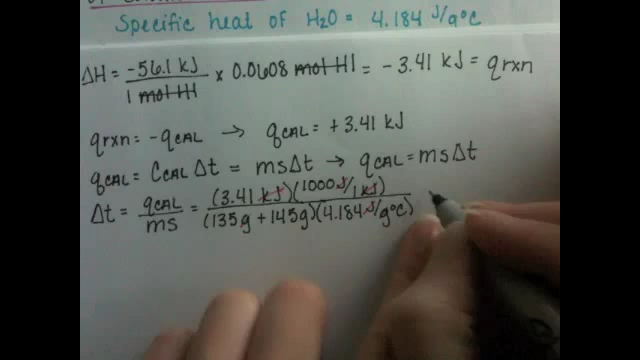 Specific heat of H₂O = 4.184 J/g°C
ΔH = -56.1 kJ / 1 mol HI x 0.0608 mol HI = - 3.41 kJ = qrxn
qrxn = -qCAL → qCAL = + 3.41 kJ
qCAL = CCAL Δt = msΔt → qCAL = msΔt
Δt = qCAL / ms = (3.41 kJ)(1000 J/1 kJ) / (135g + 145g)(4.184 J/g°C)